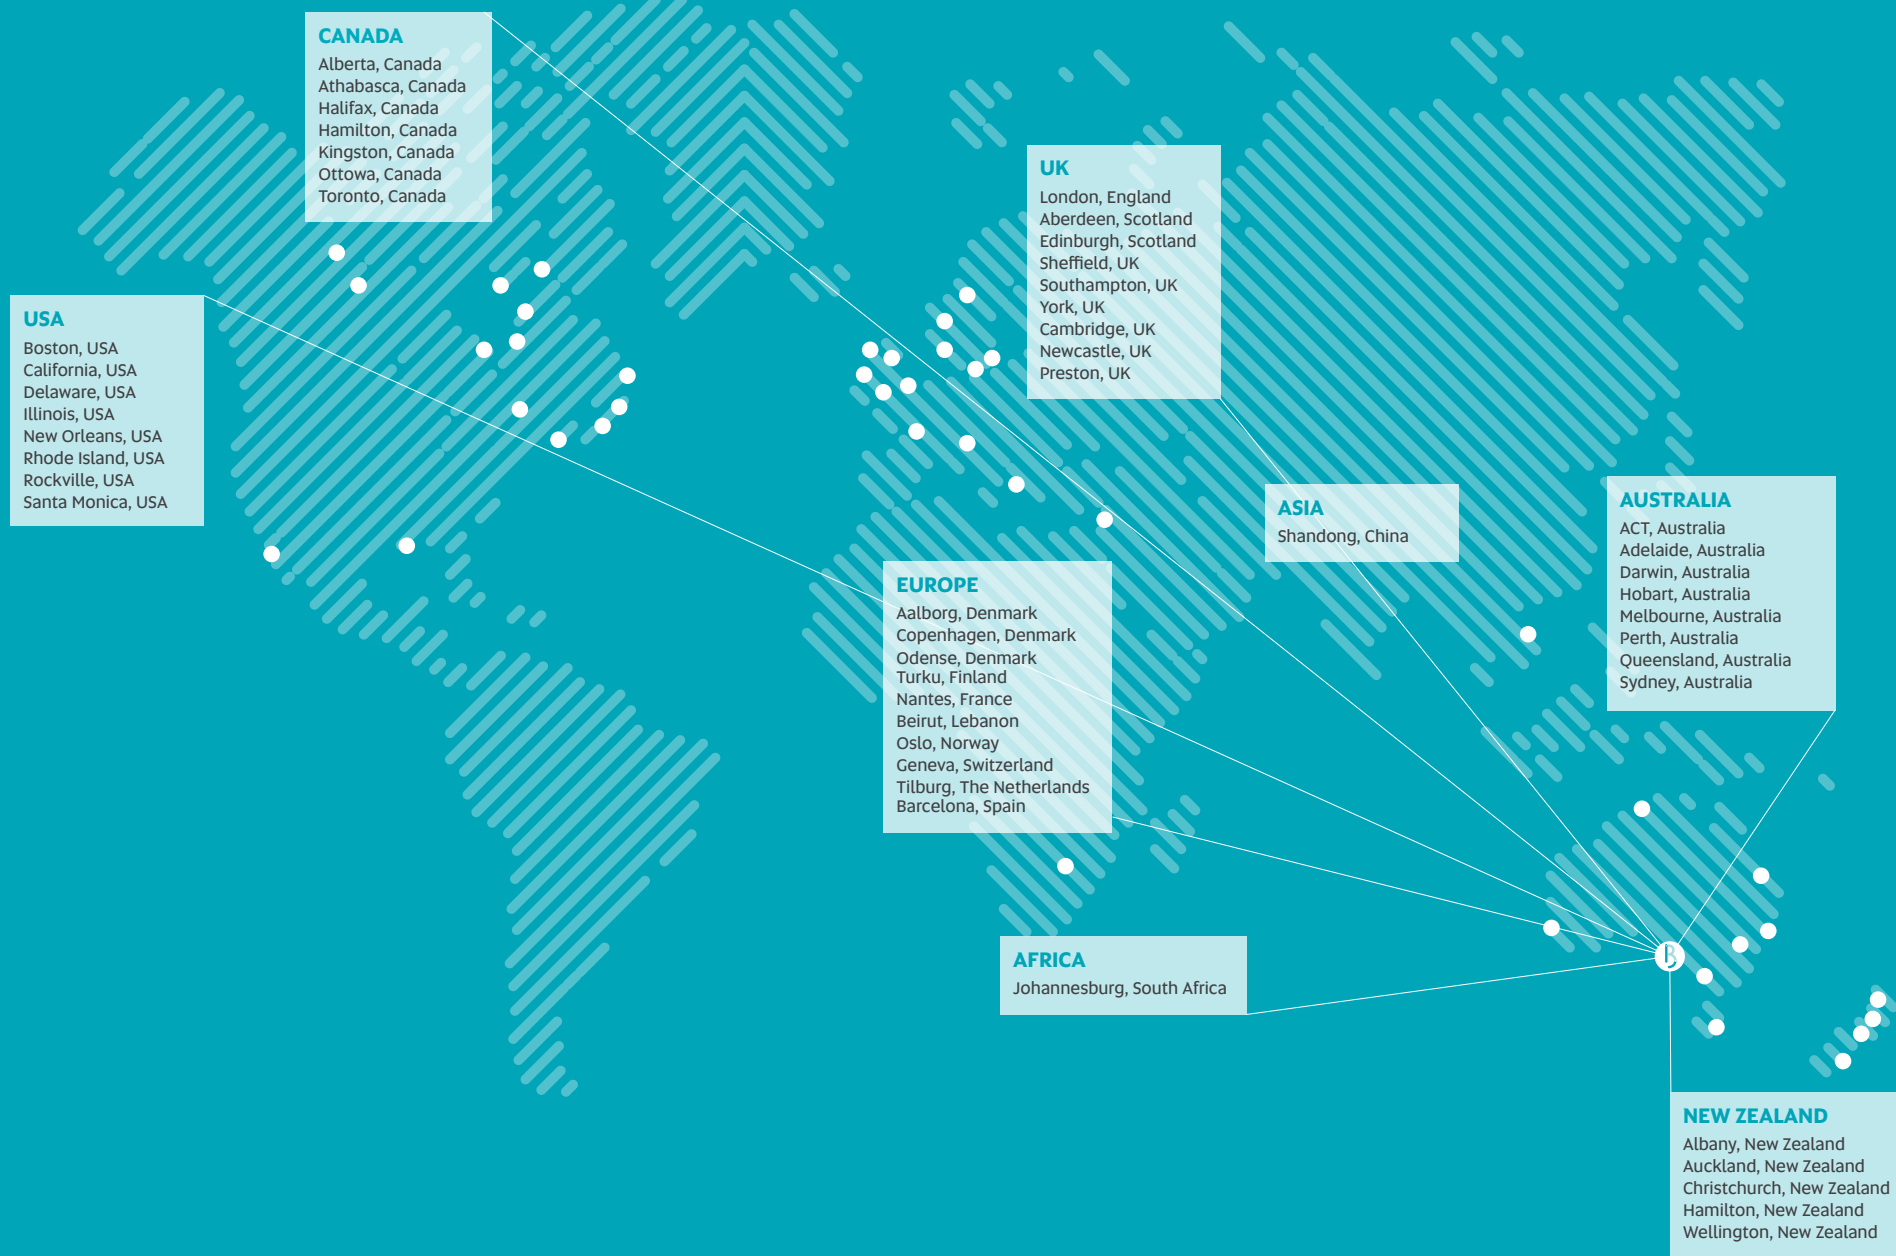 CANADA
Alberta, Canada
Athabasca, Canada
Halifax, Canada
Hamilton, Canada
Kingston, Canada
Ottowa, Canada
Toronto, Canada
UK
London, England
Aberdeen, Scotland
Edinburgh, Scotland
Sheffield, UK
Southampton, UK
York, UK
Cambridge, UK
Newcastle, UK
Preston, UK
USA
Boston, USA
California, USA
Delaware, USA
Illinois, USA
New Orleans, USA
Rhode Island, USA
Rockville, USA
Santa Monica, USA
ASIA
Shandong, China
AUSTRALIA
ACT, Australia
Adelaide, Australia
Darwin, Australia
Hobart, Australia
Melbourne, Australia
Perth, Australia
Queensland, Australia
Sydney, Australia
EUROPE
Aalborg, Denmark
Copenhagen, Denmark
Odense, Denmark
Turku, Finland
Nantes, France
Beirut, Lebanon
Oslo, Norway
Geneva, Switzerland
Tilburg, The Netherlands
Barcelona, Spain
AFRICA
Johannesburg, South Africa
NEW ZEALAND
Albany, New Zealand
Auckland, New Zealand
Christchurch, New Zealand
Hamilton, New Zealand
Wellington, New Zealand